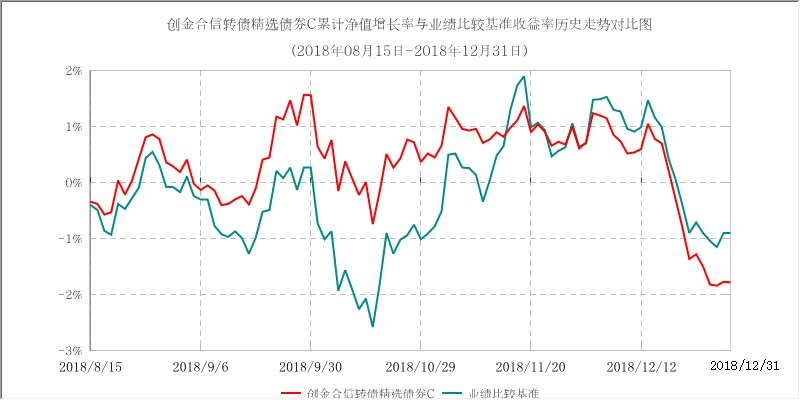 创金合信转债精选债券C累计净值增长率与业绩比较基准收益率历史走势对比图
(2018年08月15日-2018年12月31日)
2%
1%
0%
-1%
-2%
-3%
2018/8/15 2018/9/6 2018/9/30 2018/10/29 2018/11/20 2018/12/12 2018/12/31
创金合信转债精选债券C 业绩比较基准